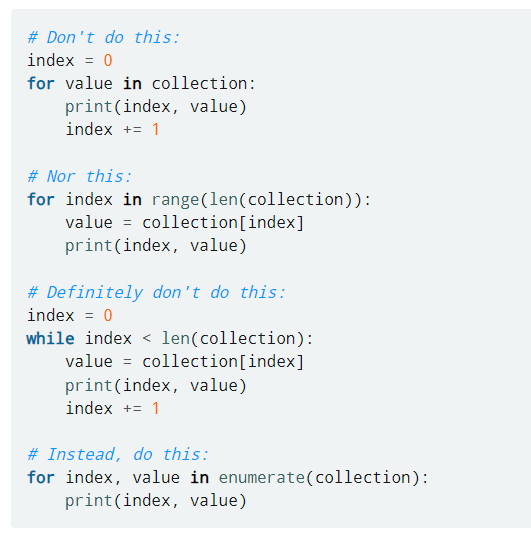 # Don't do this:
index = 0
for value in collection:
    print(index, value)
    index += 1

# Nor this:
for index in range(len(collection)):
    value = collection[index]
    print(index, value)

# Definitely don't do this:
index = 0
while index < len(collection):
    value = collection[index]
    print(index, value)
    index += 1

# Instead, do this:
for index, value in enumerate(collection):
    print(index, value)